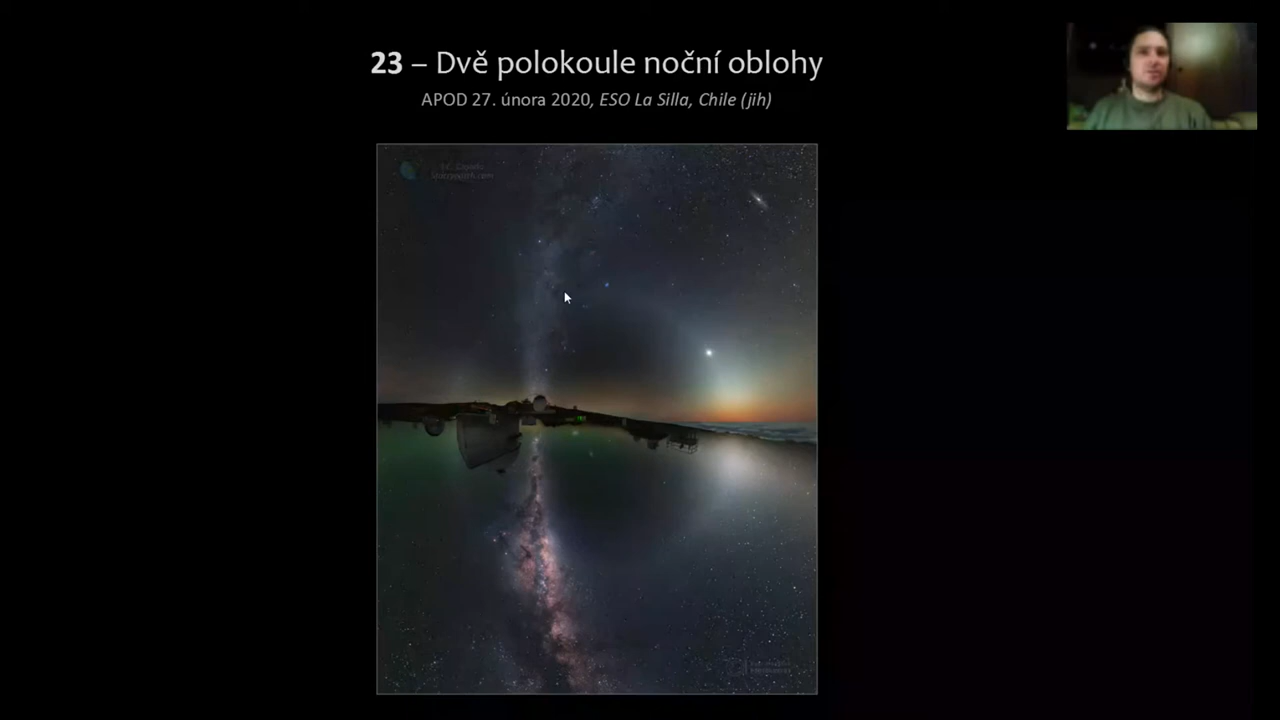 23 – Dvě polokoule noční oblohy
APOD 27. února 2020, ESO La Silla, Chile (jih)